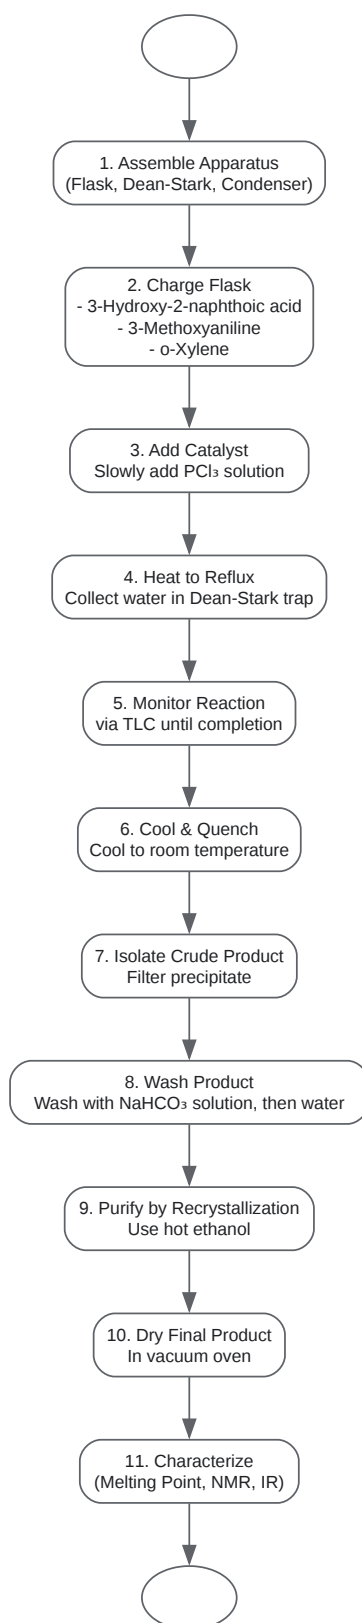 1. Assemble Apparatus
(Flask, Dean-Stark, Condenser)
2. Charge Flask
- 3-Hydroxy-2-naphthoic acid
- 3-Methoxyaniline
- o-Xylene
3. Add Catalyst
Slowly add PCl₃ solution
4. Heat to Reflux
Collect water in Dean-Stark trap
5. Monitor Reaction
via TLC until completion
6. Cool & Quench
Cool to room temperature
7. Isolate Crude Product
Filter precipitate
8. Wash Product
Wash with NaHCO₃ solution, then water
9. Purify by Recrystallization
Use hot ethanol
10. Dry Final Product
In vacuum oven
11. Characterize
(Melting Point, NMR, IR)